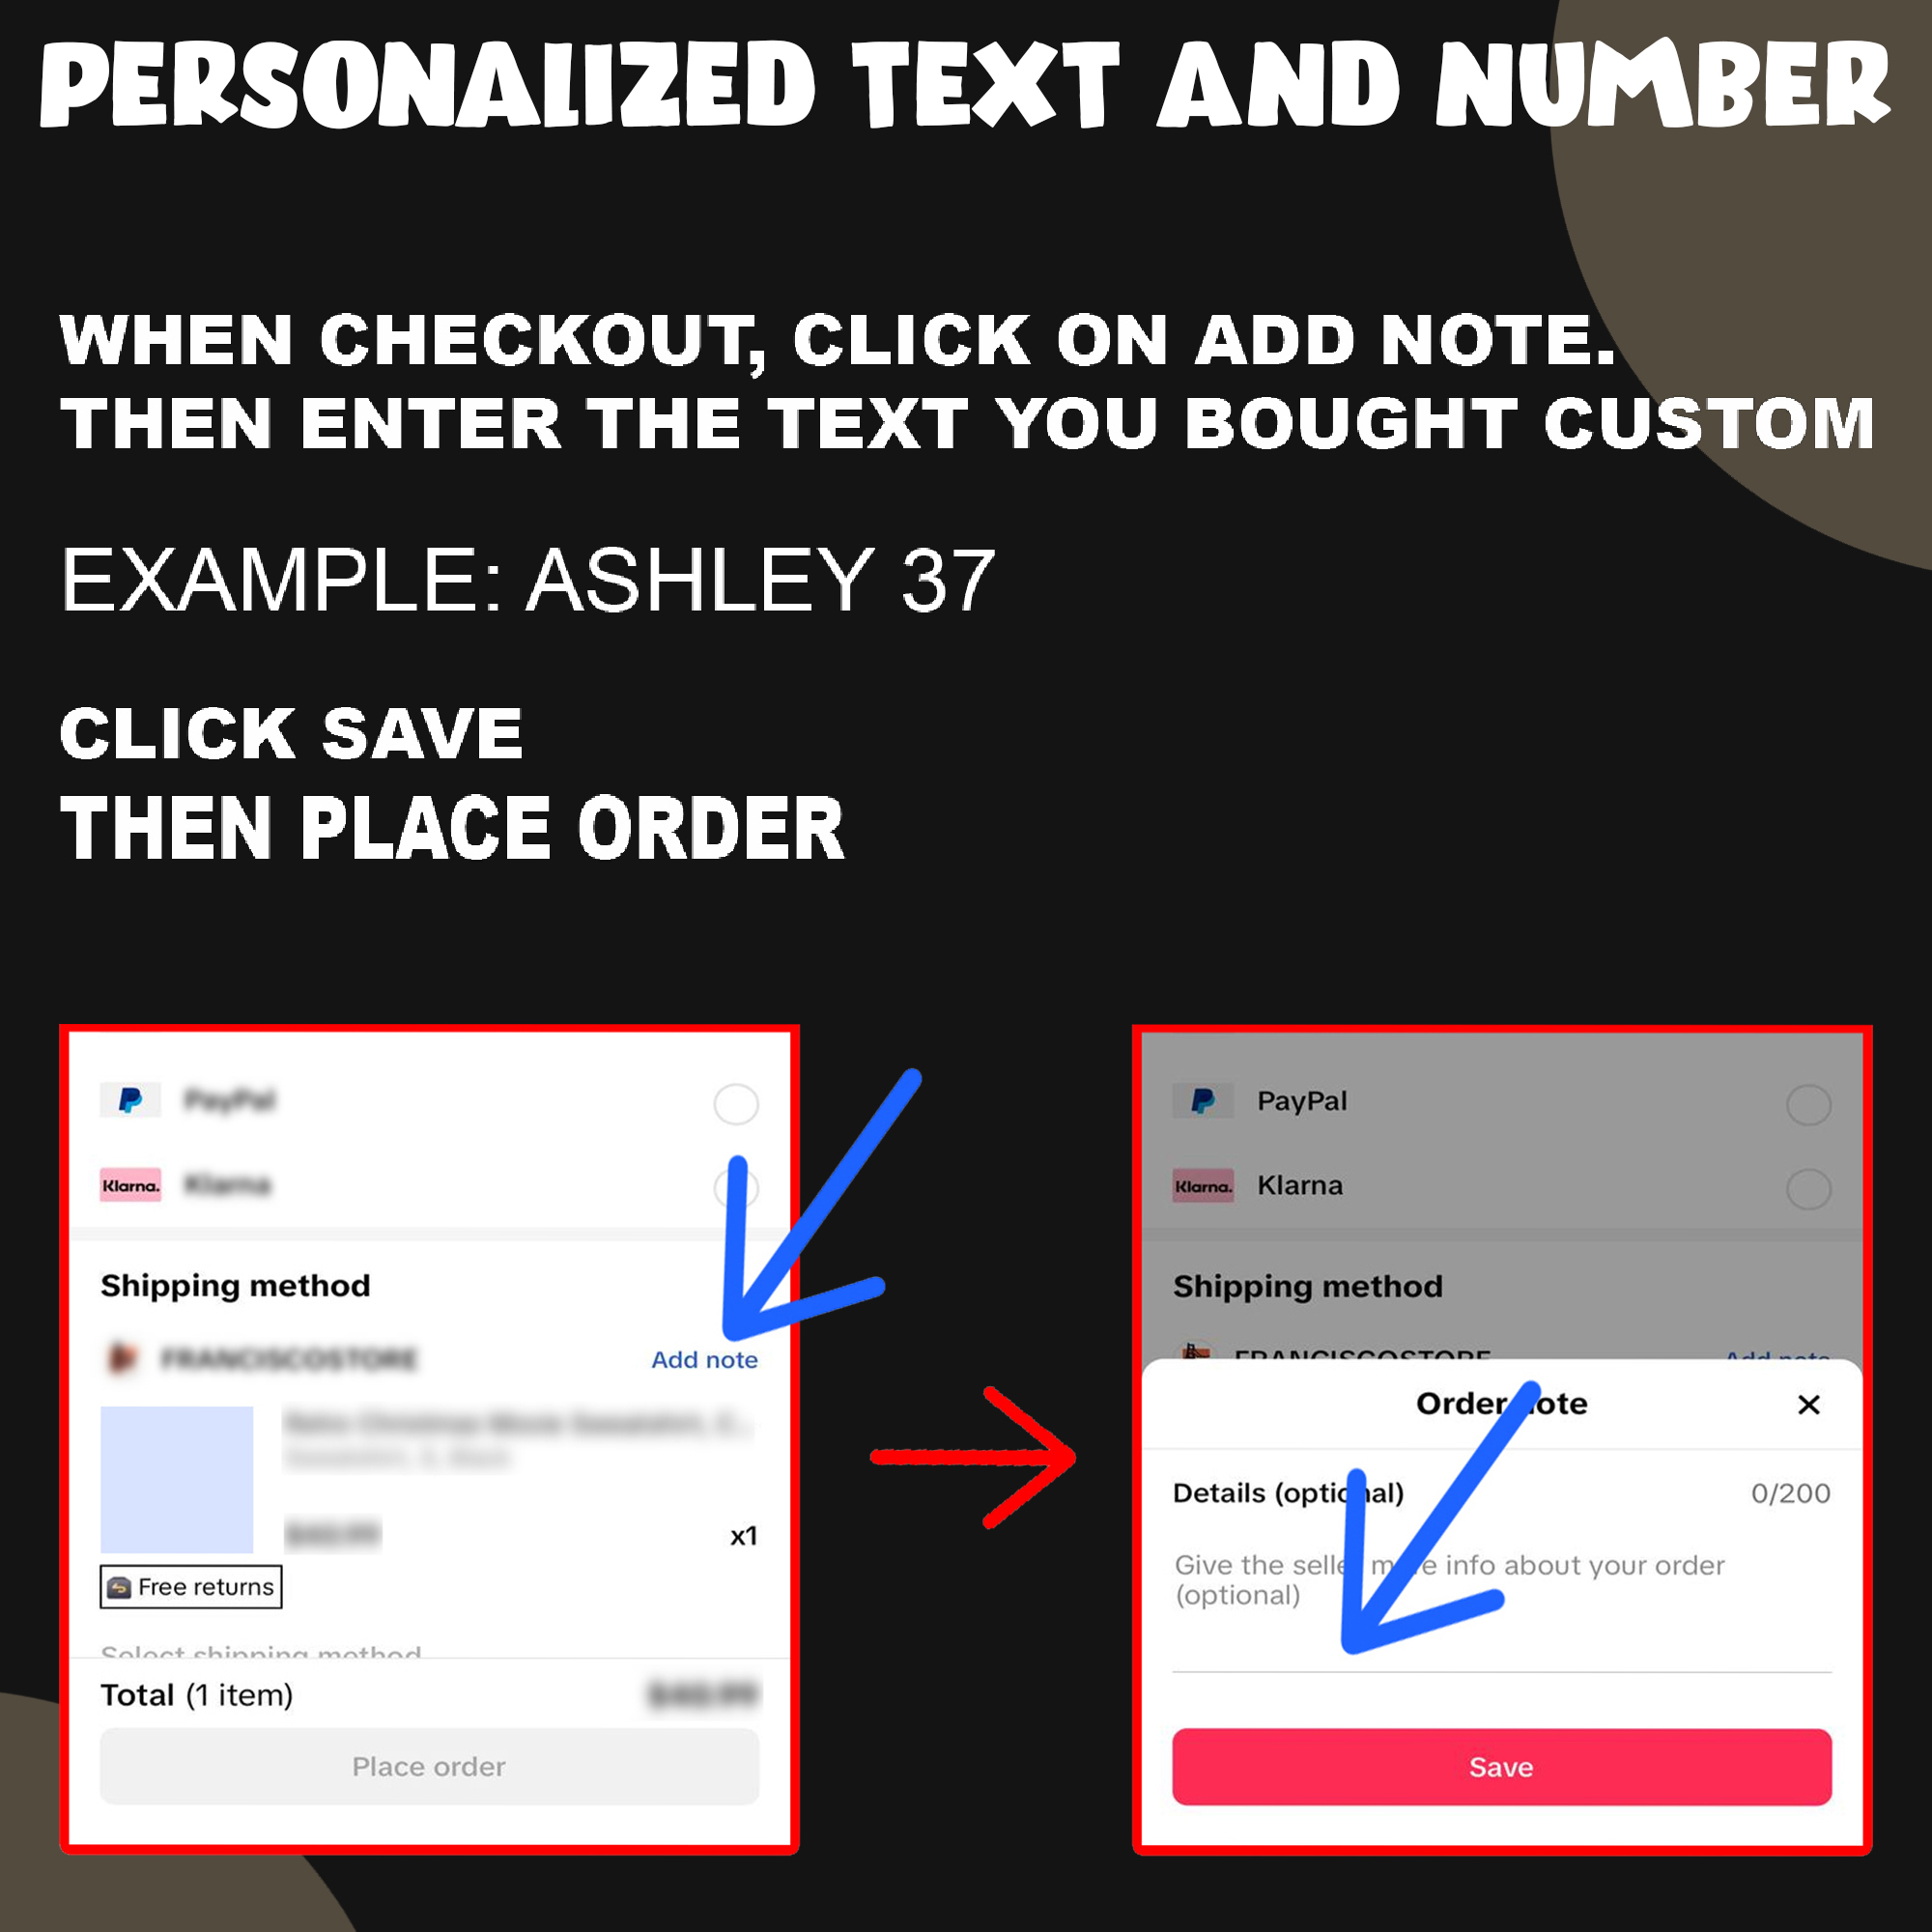 PERSONALIZED TEXT AND NUMBER
WHEN CHECKOUT, CLICK ON ADD NOTE.
THEN ENTER THE TEXT YOU BOUGHT CUSTOM
EXAMPLE: ASHLEY 37
CLICK SAVE
THEN PLACE ORDER
PayPal
Klarna. Klarna
Shipping method
FRANCISCOSTORE Add note
x1
Free returns
Select shipping method
Total (1 item)
Place order
PayPal
Klarna. Klarna
Shipping method
FRANCISCOSTORE Add note
Order note
Details (optional) 0/200
Give the seller more info about your order
(optional)
Save